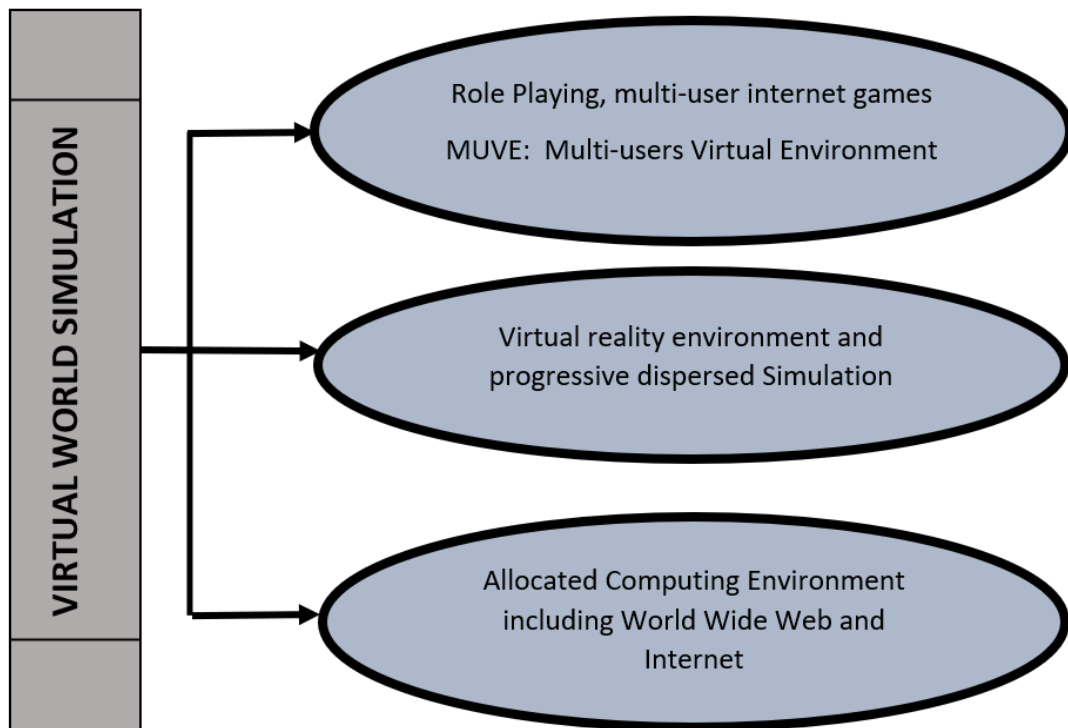 VIRTUAL WORLD SIMULATION
Role Playing, multi-user internet games
MUVE: Multi-users Virtual Environment
Virtual reality environment and
progressive dispersed Simulation
Allocated Computing Environment
including World Wide Web and
Internet